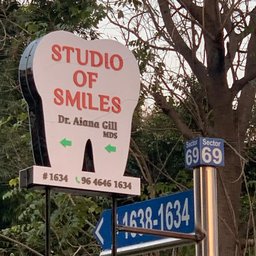 STUDIO
OF
SMILES
Dr. Aiana Gill
MDS
# 1634 96 4646 1634
1638-1634
Sector
69
Sector
69